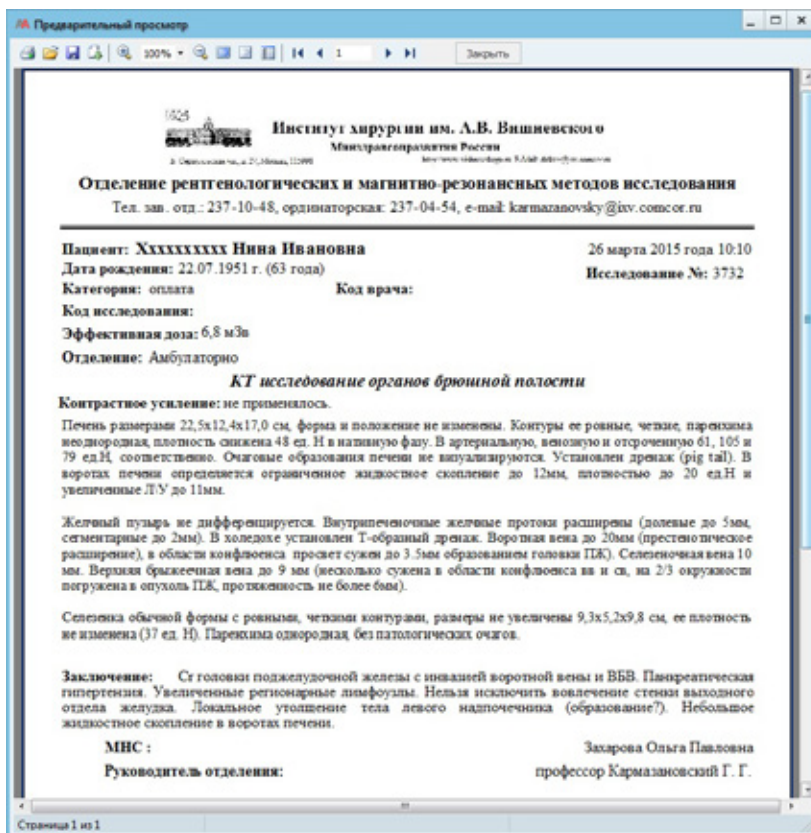 Предварительный просмотр
100%
1
Закрыть
Институт хирургии им. А.В. Вишневского
Минздравсоцразвития России
Отделение рентгенологических и магнитно-резонансных методов исследования
Тел. зав. отд.: 237-10-48, ординаторская: 237-04-54, e-mail: karmazanovsky@ixv.comcor.ru
Пациент: Xxxxxxxxxx Нина Ивановна
26 марта 2015 года 10:10
Дата рождения: 22.07.1951 г. (63 года)
Исследование №: 3732
Категория: оплата Код врача:
Код исследования:
Эффективная доза: 6,8 мЗв
Отделение: Амбулаторно
КТ исследование органов брюшной полости
Контрастное усиление: не применялось.
Печень размерами 22,5х12,4х17,0 см, форма и положение не изменены. Контуры ее ровные, четкие, паренхима
неоднородная, плотность снижена 48 ед. Н в нативную фазу. В артериальную, венозную и отсроченную 61, 105 и
79 ед.Н, соответственно. Очаговые образования печени не визуализируются. Установлен дренаж (pig tail). В
воротах печени определяется ограниченное жидкостное скопление до 12мм, плотностью до 20 ед.Н и
увеличенные Л\У до 11мм.
Желчный пузырь не дифференцируется. Внутрипеченочные желчные протоки расширены (долевые до 5мм,
сегментарные до 2мм). В холедохе установлен Т-образный дренаж. Воротная вена до 20мм (престенотическое
расширение), в области конфлюенса просвет сужен до 3.5мм образованием головки ПЖ). Селезеночная вена 10
мм. Верхняя брыжеечная вена до 9 мм (несколько сужена в области конфлюенса вв и св, на 2/3 окружности
погружена в опухоль ПЖ, протяженность не более 6мм).
Селезенка обычной формы с ровными, четкими контурами, размеры не увеличены 9,3х5,2х9,8 см, ее плотность
не изменена (37 ед. Н). Паренхима однородная, без патологических очагов.
Заключение: Cr головки поджелудочной железы с инвазией воротной вены и ВБВ. Панкреатическая
гипертензия. Увеличенные регионарные лимфоузлы. Нельзя исключить вовлечение стенки выходного
отдела желудка. Локальное утолщение тела левого надпочечника (образование?). Небольшое
жидкостное скопление в воротах печени.
МНС :
Захарова Ольга Павловна
Руководитель отделения:
профессор Кармазановский Г. Г.
Страница 1 из 1